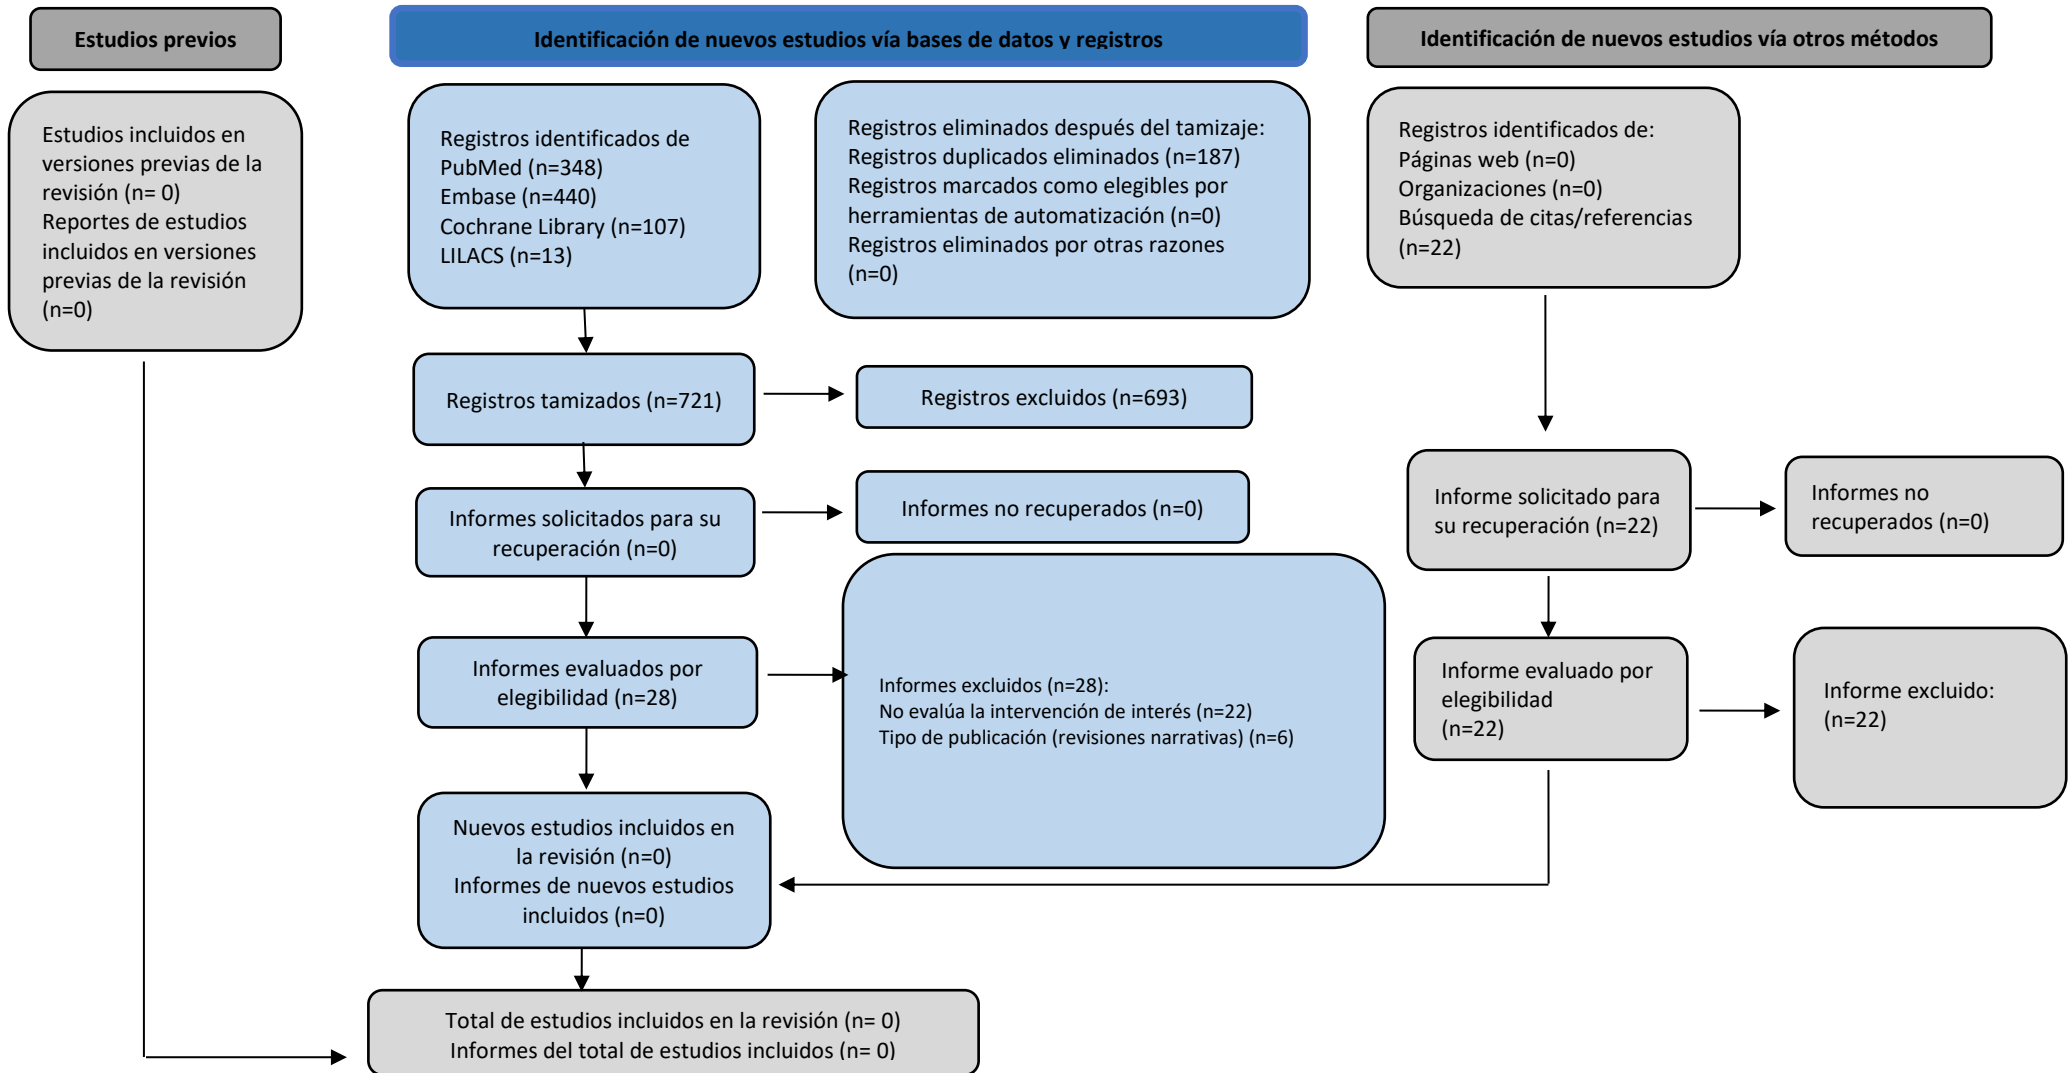 Estudios previos
Identificación de nuevos estudios vía bases de datos y registros
Identificación de nuevos estudios vía otros métodos
Estudios incluidos en
versiones previas de la
revisión (n= 0)
Reportes de estudios
incluidos en versiones
previas de la revisión
(n=0)
Registros identificados de
PubMed (n=348)
Embase (n=440)
Cochrane Library (n=107)
LILACS (n=13)
Registros eliminados después del tamizaje:
Registros duplicados eliminados (n=187)
Registros marcados como elegibles por
herramientas de automatización (n=0)
Registros eliminados por otras razones
(n=0)
Registros identificados de:
Páginas web (n=0)
Organizaciones (n=0)
Búsqueda de citas/referencias
(n=22)
Registros tamizados (n=721)
Registros excluidos (n=693)
Informes solicitados para su
recuperación (n=0)
Informes no recuperados (n=0)
Informe solicitado para
su recuperación (n=22)
Informes no
recuperados (n=0)
Informes evaluados por
elegibilidad (n=28)
Informes excluidos (n=28):
No evalúa la intervención de interés (n=22)
Tipo de publicación (revisiones narrativas) (n=6)
Informe evaluado por
elegibilidad
(n=22)
Informe excluido:
(n=22)
Nuevos estudios incluidos en
la revisión (n=0)
Informes de nuevos estudios
incluidos (n=0)
Total de estudios incluidos en la revisión (n= 0)
Informes del total de estudios incluidos (n= 0)